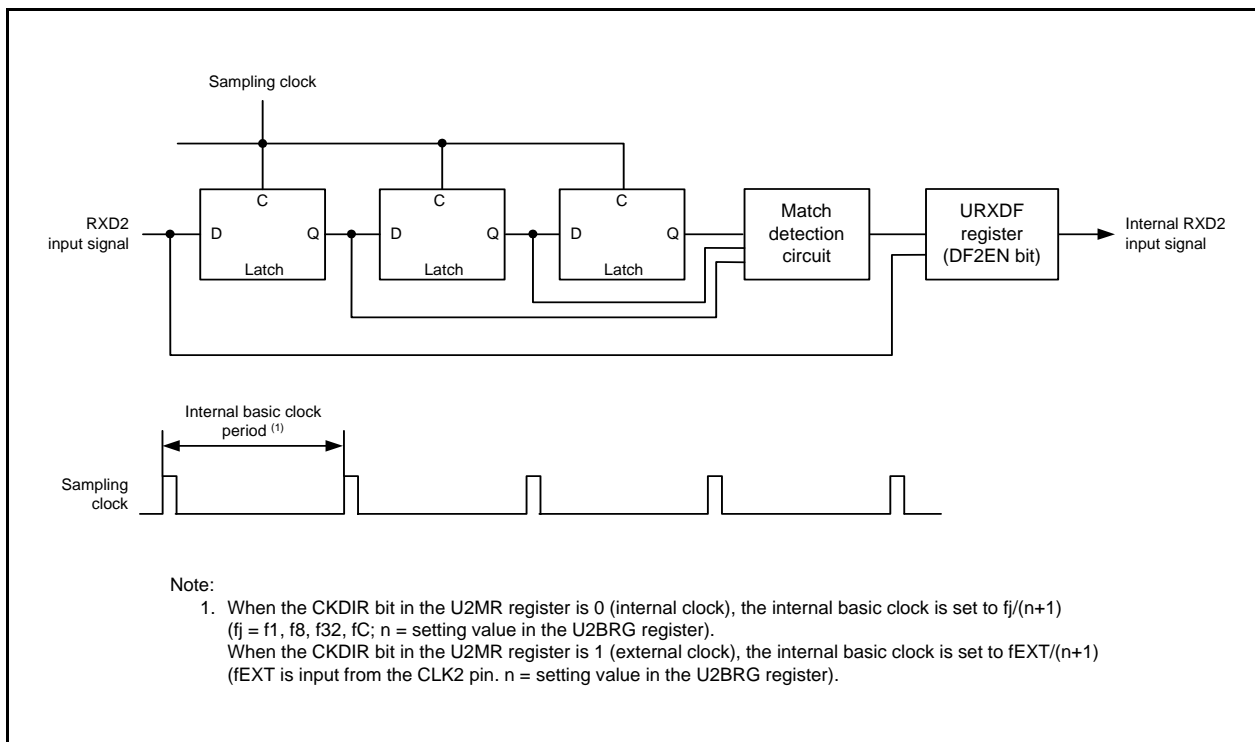 Sampling clock
C
C
C
RXD2
input signal
D
Q
Latch
D
Q
Latch
D
Q
Latch
Match
detection
circuit
URXDF
register
(DF2EN bit)
Internal RXD2
input signal
Internal basic clock
period (1)
Sampling
clock
Note:
1. When the CKDIR bit in the U2MR register is 0 (internal clock), the internal basic clock is set to fj/(n+1)
(fj = f1, f8, f32, fC; n = setting value in the U2BRG register).
When the CKDIR bit in the U2MR register is 1 (external clock), the internal basic clock is set to fEXT/(n+1)
(fEXT is input from the CLK2 pin. n = setting value in the U2BRG register).